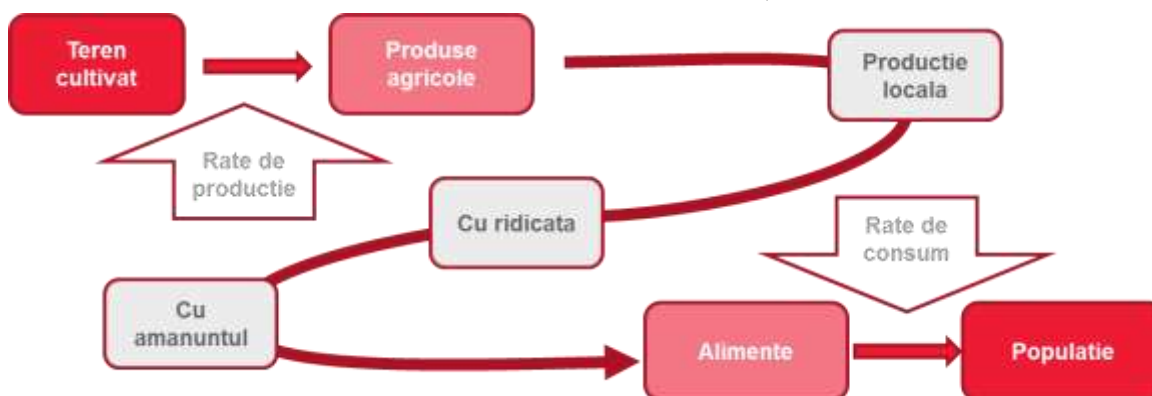 Teren
cultivat
Produse
agricole
Productie
locala
Rate de
productie
Cu ridicata
Rate de
consum
Cu
amanuntul
Alimente
Populatie